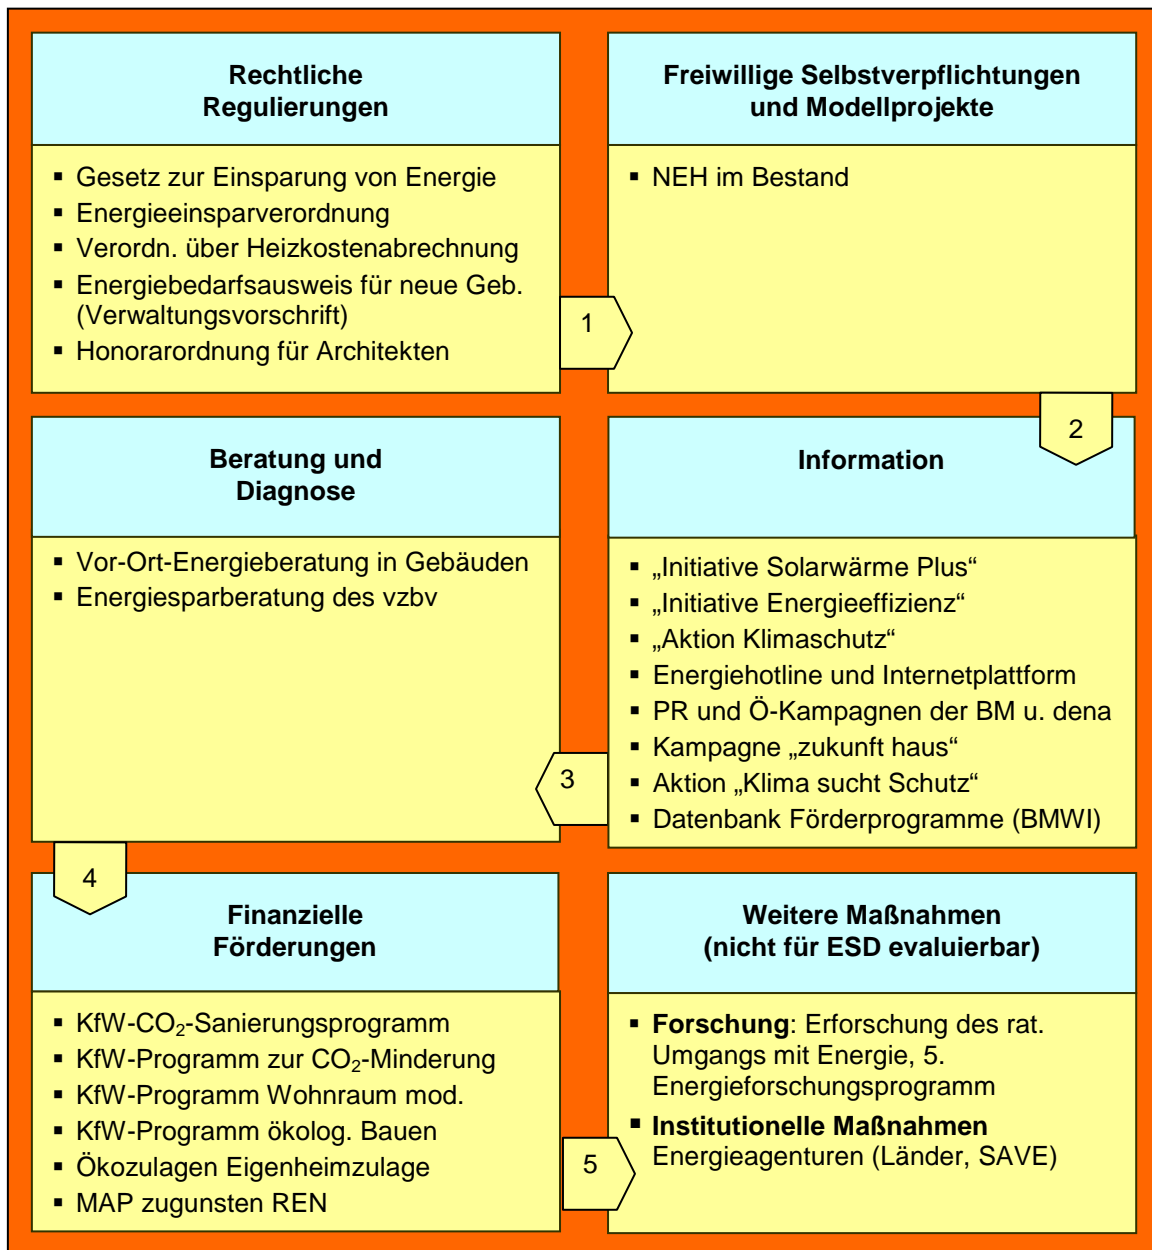 Rechtliche
Regulierungen
▪ Gesetz zur Einsparung von Energie
▪ Energieeinsparverordnung
▪ Verordn. über Heizkostenabrechnung
▪ Energiebedarfsausweis für neue Geb.
(Verwaltungsvorschrift)
▪ Honorarordnung für Architekten
1
Freiwillige Selbstverpflichtungen
und Modellprojekte
▪ NEH im Bestand
2
Information
▪ „Initiative Solarwärme Plus“
▪ „Initiative Energieeffizienz“
▪ „Aktion Klimaschutz“
▪ Energiehotline und Internetplattform
▪ PR und Ö-Kampagnen der BM u. dena
▪ Kampagne „zukunft haus“
▪ Aktion „Klima sucht Schutz“
▪ Datenbank Förderprogramme (BMWI)
3
Beratung und
Diagnose
▪ Vor-Ort-Energieberatung in Gebäuden
▪ Energiesparberatung des vzbv
4
Finanzielle
Förderungen
▪ KfW-CO₂-Sanierungsprogramm
▪ KfW-Programm zur CO₂-Minderung
▪ KfW-Programm Wohnraum mod.
▪ KfW-Programm ökolog. Bauen
▪ Ökozulagen Eigenheimzulage
▪ MAP zugunsten REN
5
Weitere Maßnahmen
(nicht für ESD evaluierbar)
▪ Forschung: Erforschung des rat.
Umgangs mit Energie, 5.
Energieforschungsprogramm
▪ Institutionelle Maßnahmen
Energieagenturen (Länder, SAVE)